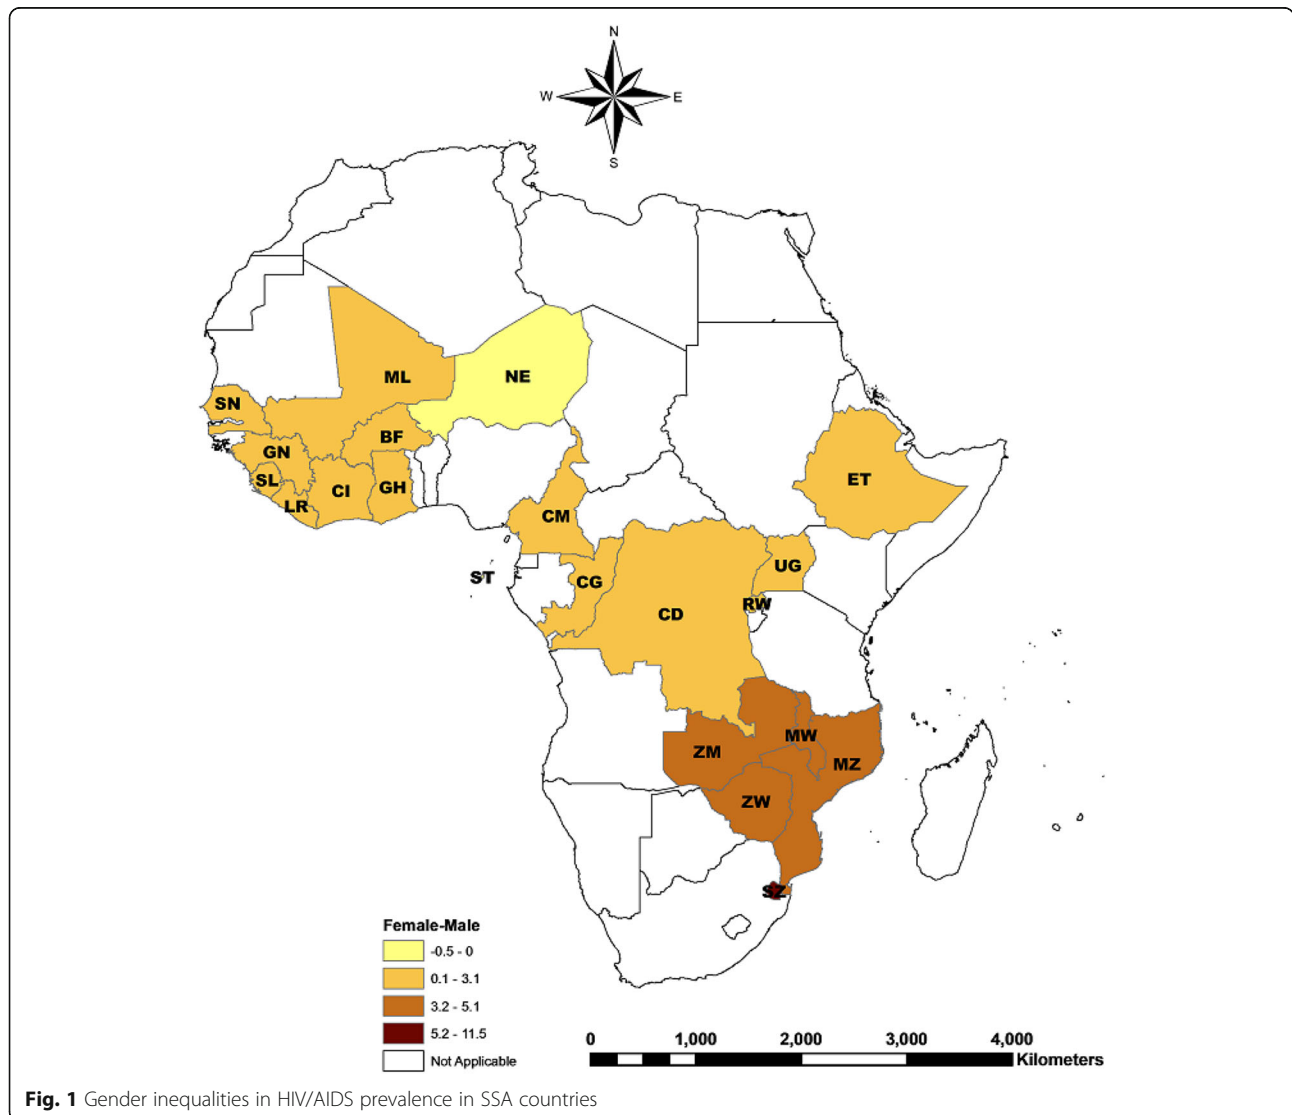 N
W E
S
ML
NE
SN
BF
GN
SL
CI
GH
LR
ET
CM
ST
CG
UG
RW
CD
MW
ZM
MZ
ZW
SZ
Female-Male
-0.5 - 0
0.1 - 3.1
3.2 - 5.1
5.2 - 11.5
Not Applicable
0 1,000 2,000 3,000 4,000
Kilometers
Fig. 1 Gender inequalities in HIV/AIDS prevalence in SSA countries